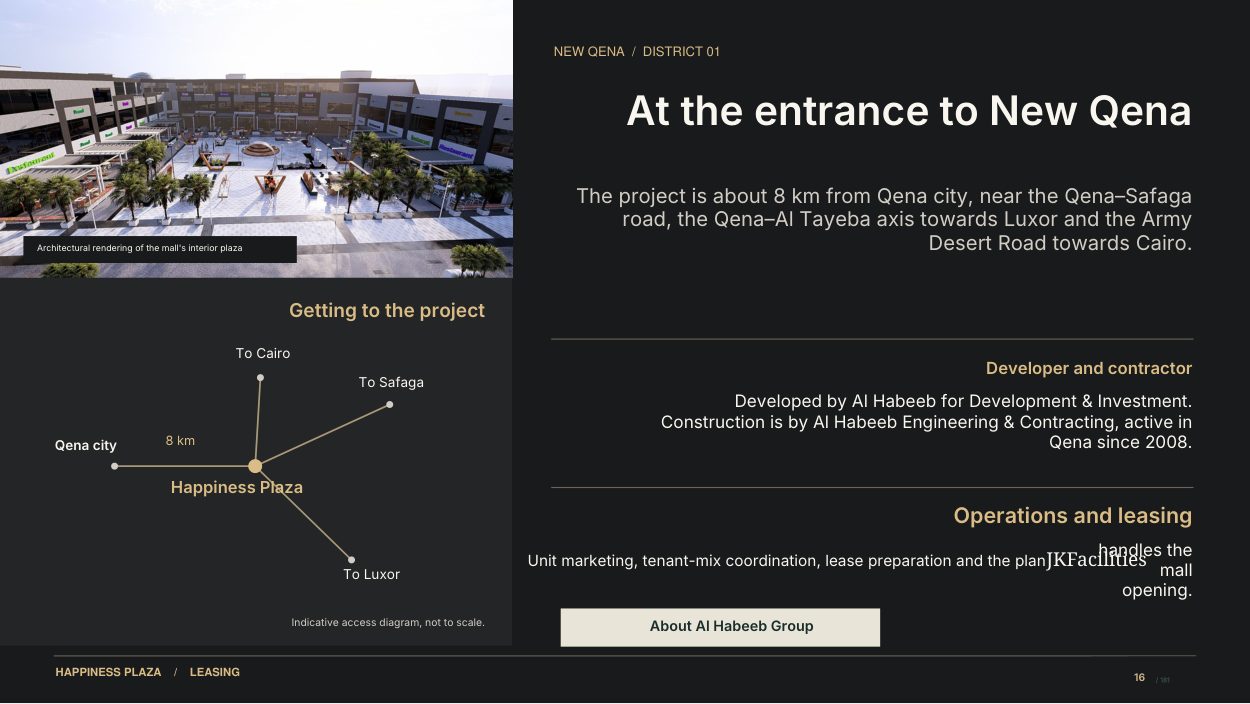 NEW QENA / DISTRICT 01
At the entrance to New Qena
The project is about 8 km from Qena city, near the Qena–Safaga
road, the Qena–Al Tayeba axis towards Luxor and the Army
Desert Road towards Cairo.
Restaurant
Architectural rendering of the mall's interior plaza
Getting to the project
To Cairo
To Safaga
Qena city
8 km
Happiness Plaza
To Luxor
Indicative access diagram, not to scale.
Developer and contractor
Developed by Al Habeeb for Development & Investment.
Construction is by Al Habeeb Engineering & Contracting, active in
Qena since 2008.
Operations and leasing
handles the
Unit marketing, tenant-mix coordination, lease preparation and the plan JKFacilities
mall
opening.
About Al Habeeb Group
HAPPINESS PLAZA / LEASING
16 / 181